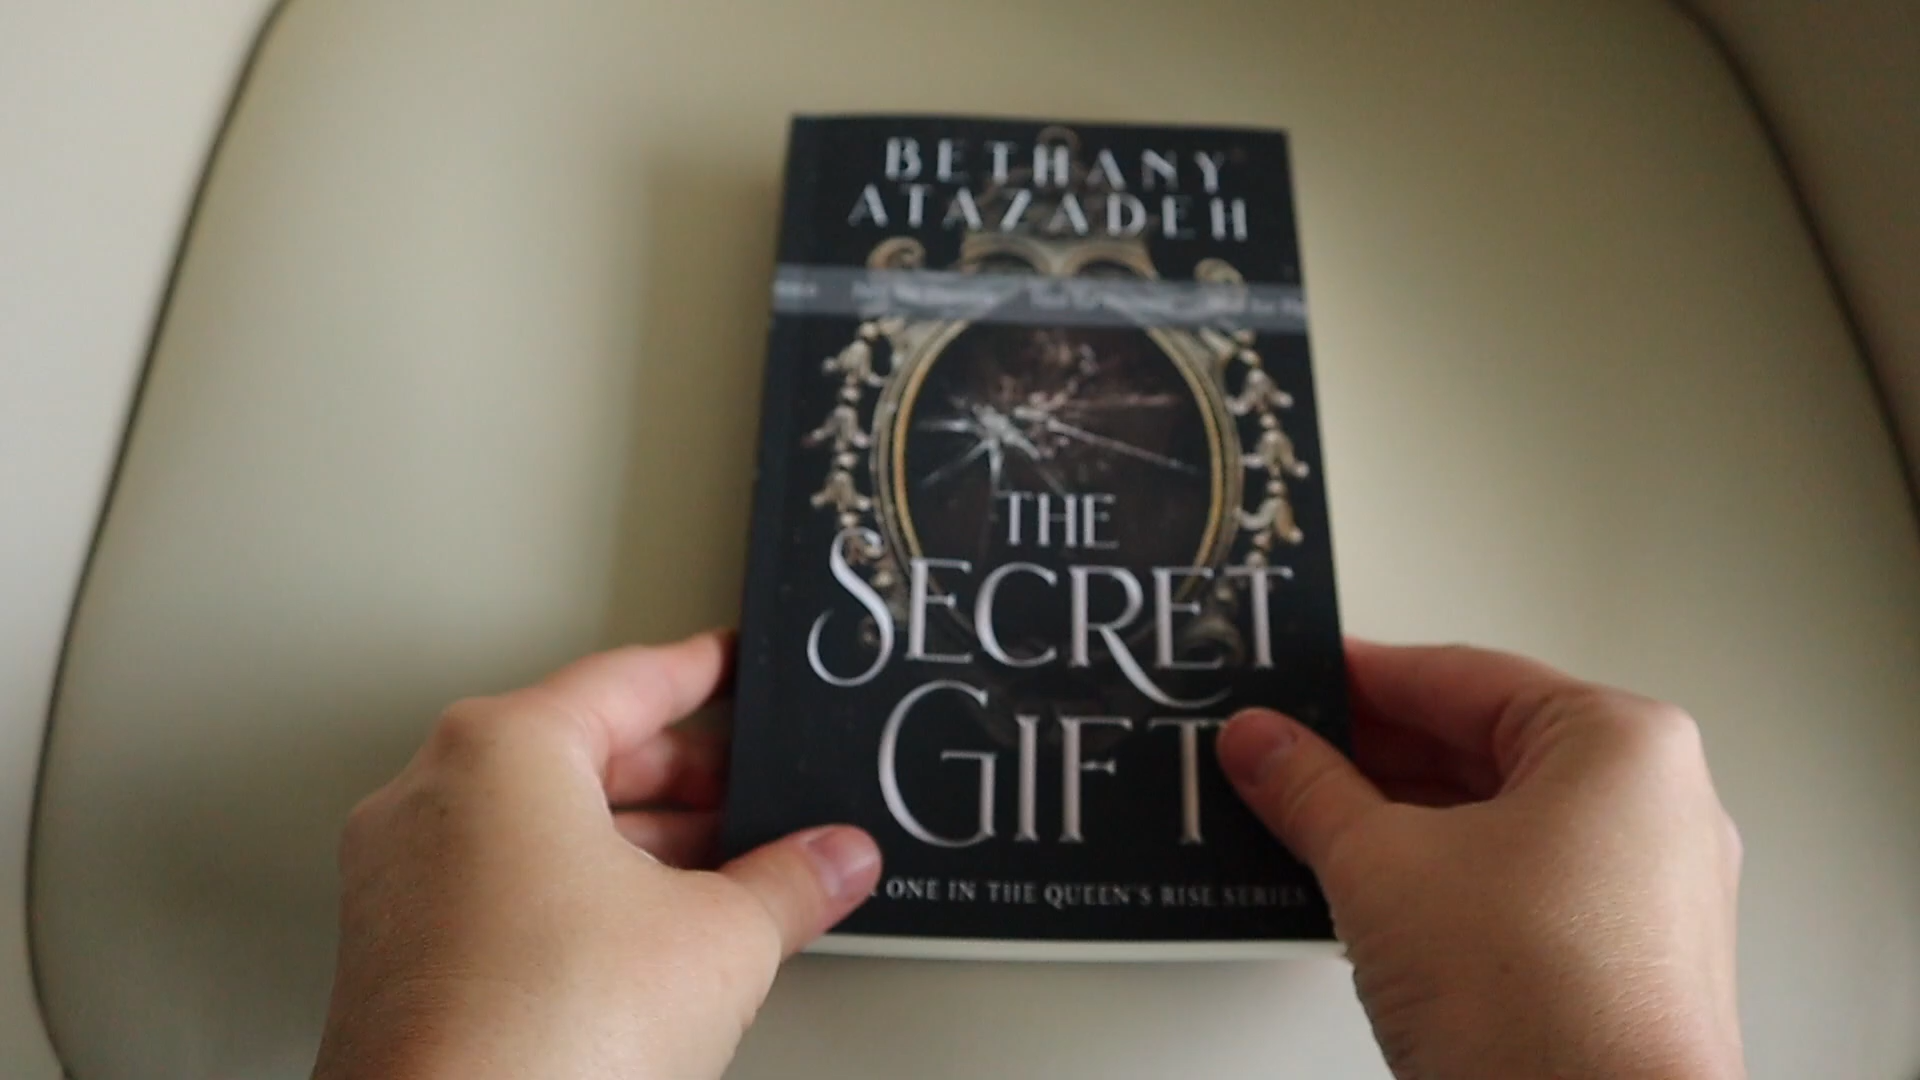 BETHANY
ATAZADEH
THE
SECRET
GIFT
ONE IN THE QUEEN'S RISE SERIES